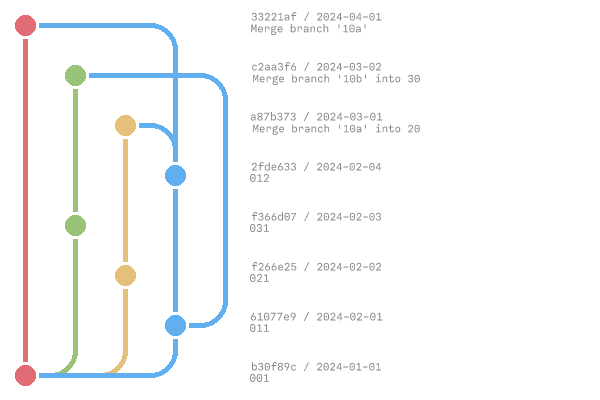 33221af / 2024-04-01
Merge branch '10a'
c2aa3f6 / 2024-03-02
Merge branch '10b' into 30
a87b373 / 2024-03-01
Merge branch '10a' into 20
2fde633 / 2024-02-04
012
f366d07 / 2024-02-03
031
f266e25 / 2024-02-02
021
61077e9 / 2024-02-01
011
b30f89c / 2024-01-01
001